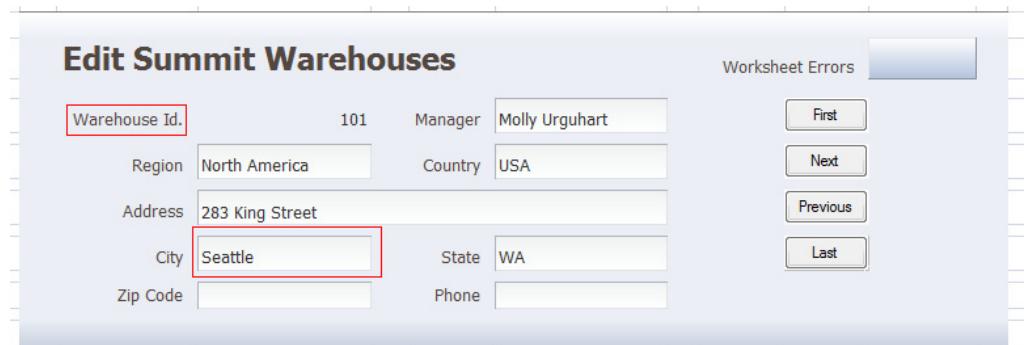 Edit Summit Warehouses
Worksheet Errors
Warehouse Id. 101 Manager Molly Urguhart First
Region North America Country USA Next
Address 283 King Street Previous
City Seattle State WA Last
Zip Code Phone